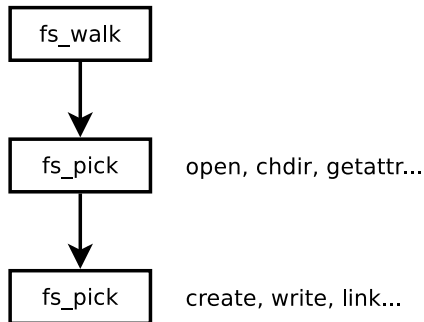 fs_walk
fs_pick open, chdir, getattr...
fs_pick create, write, link...